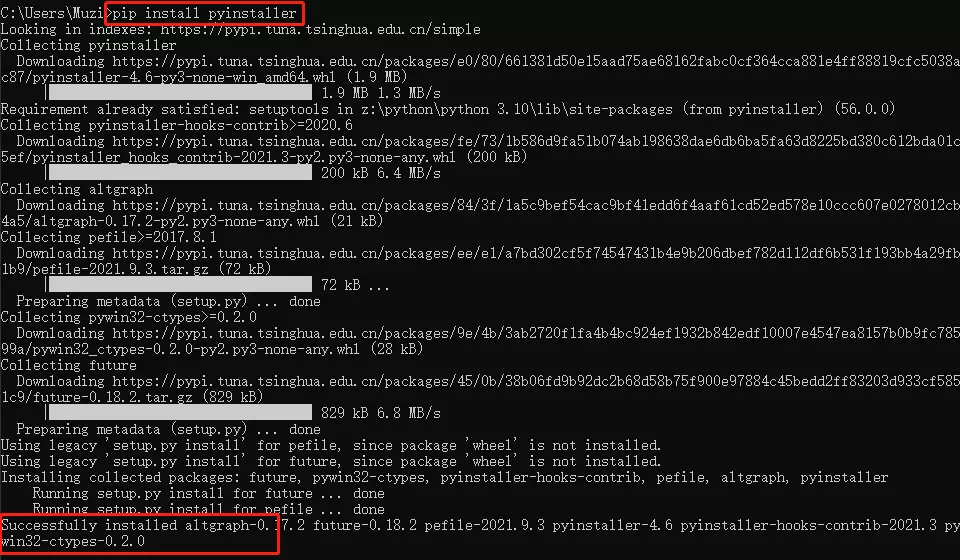 C:\Users\Muzi>pip install pyinstaller
Looking in indexes: https://pypi.tuna.tsinghua.edu.cn/simple
Collecting pyinstaller
  Downloading https://pypi.tuna.tsinghua.edu.cn/packages/e0/80/661381d50e15aad75ae68162fabc0cf364cca881e4ff88819cfc5038a
c87/pyinstaller-4.6-py3-none-win_amd64.whl (1.9 MB)
     | 1.9 MB 1.3 MB/s
Requirement already satisfied: setuptools in z:\python\python 3.10\lib\site-packages (from pyinstaller) (56.0.0)
Collecting pyinstaller-hooks-contrib>=2020.6
  Downloading https://pypi.tuna.tsinghua.edu.cn/packages/fe/73/1b586d9fa51b074ab198638dae6db6ba5fa63d8225bd380c612bda01c
5ef/pyinstaller_hooks_contrib-2021.3-py2.py3-none-any.whl (200 kB)
     | 200 kB 6.4 MB/s
Collecting altgraph
  Downloading https://pypi.tuna.tsinghua.edu.cn/packages/84/3f/1a5c9bef54cac9bf41edd6f4aaf61cd52ed578e10ccc607e0278012cb
4a5/altgraph-0.17.2-py2.py3-none-any.whl (21 kB)
Collecting pefile>=2017.8.1
  Downloading https://pypi.tuna.tsinghua.edu.cn/packages/ee/e1/a7bd302cf5f74547431b4e9b206dbef782d112df6b531f193bb4a29fb
1b9/pefile-2021.9.3.tar.gz (72 kB)
     | 72 kB ...
  Preparing metadata (setup.py) ... done
Collecting pywin32-ctypes>=0.2.0
  Downloading https://pypi.tuna.tsinghua.edu.cn/packages/9e/4b/3ab2720f1fa4b4bc924ef1932b842edf10007e4547ea8157b0b9fc785
99a/pywin32_ctypes-0.2.0-py2.py3-none-any.whl (28 kB)
Collecting future
  Downloading https://pypi.tuna.tsinghua.edu.cn/packages/45/0b/38b06fd9b92dc2b68d58b75f900e97884c45bedd2ff83203d933cf585
1c9/future-0.18.2.tar.gz (829 kB)
     | 829 kB 6.8 MB/s
  Preparing metadata (setup.py) ... done
Using legacy 'setup.py install' for pefile, since package 'wheel' is not installed.
Using legacy 'setup.py install' for future, since package 'wheel' is not installed.
Installing collected packages: future, pywin32-ctypes, pyinstaller-hooks-contrib, pefile, altgraph, pyinstaller
    Running setup.py install for future ... done
    Running setup.py install for pefile ... done
Successfully installed altgraph-0.17.2 future-0.18.2 pefile-2021.9.3 pyinstaller-4.6 pyinstaller-hooks-contrib-2021.3 py
win32-ctypes-0.2.0